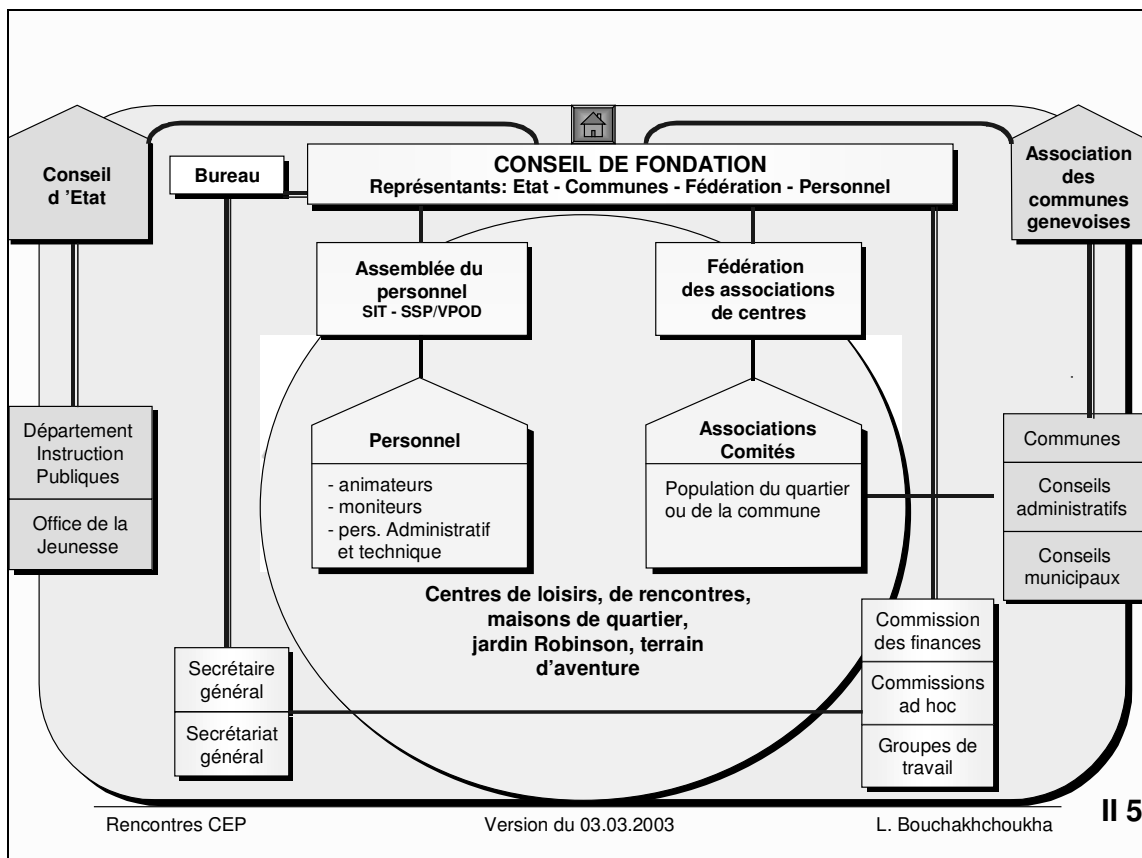 Conseil
d 'Etat
Bureau
CONSEIL DE FONDATION
Représentants: Etat - Communes - Fédération - Personnel
Association
des
communes
genevoises
Assemblée du
personnel
SIT - SSP/VPOD
Fédération
des associations
de centres
Département
Instruction
Publiques
Office de la
Jeunesse
Personnel
- animateurs
- moniteurs
- pers. Administratif
et technique
Associations
Comités
Population du quartier
ou de la commune
Communes
Conseils
administratifs
Conseils
municipaux
Centres de loisirs, de rencontres,
maisons de quartier,
jardin Robinson, terrain
d'aventure
Secrétaire
général
Secrétariat
général
Commission
des finances
Commissions
ad hoc
Groupes de
travail
Rencontres CEP
Version du 03.03.2003
L. Bouchakhchoukha
II 5